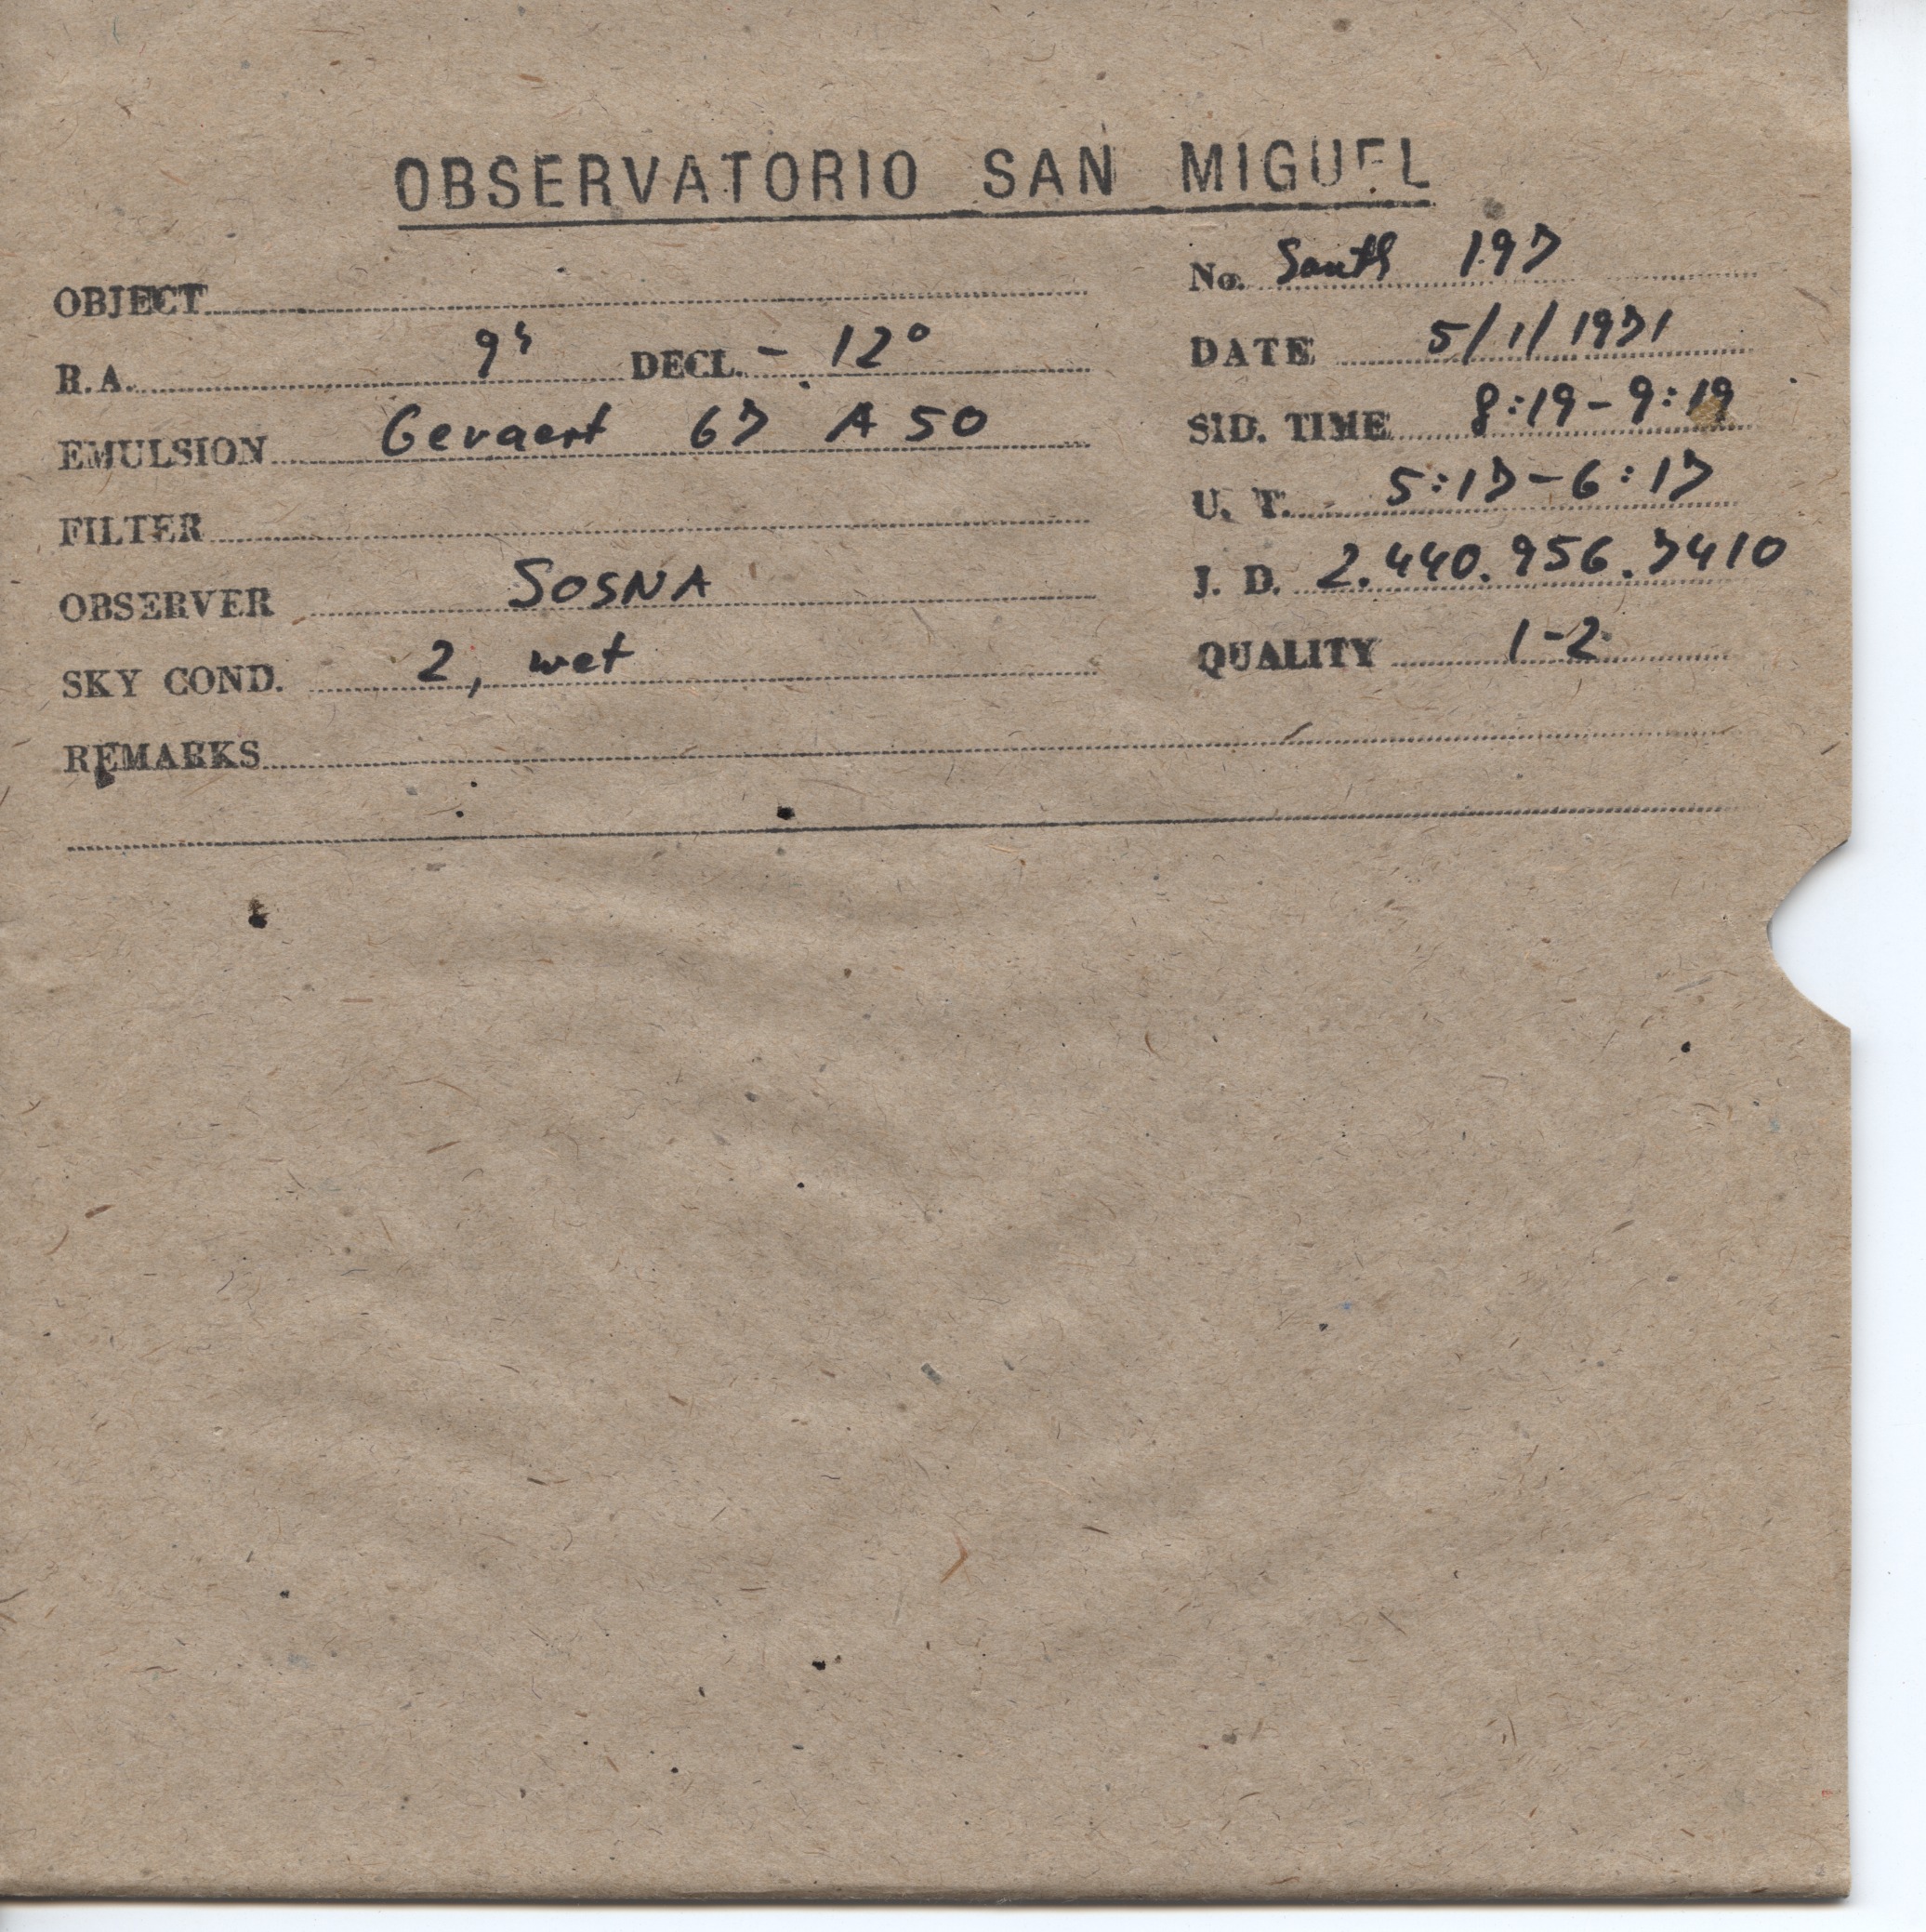 OBSERVATORIO SAN MIGUEL
No. South 197
OBJECT
DATE 5/1/1971
R.A. 9h DECL. - 12°
SID. TIME 8:19-9:19
EMULSION Gevaert 67 A 50
U. T. 5:17-6:17
FILTER
J. D. 2.440.956.7410
OBSERVER SOSNA
QUALITY 1-2
SKY COND. 2, wet
REMARKS